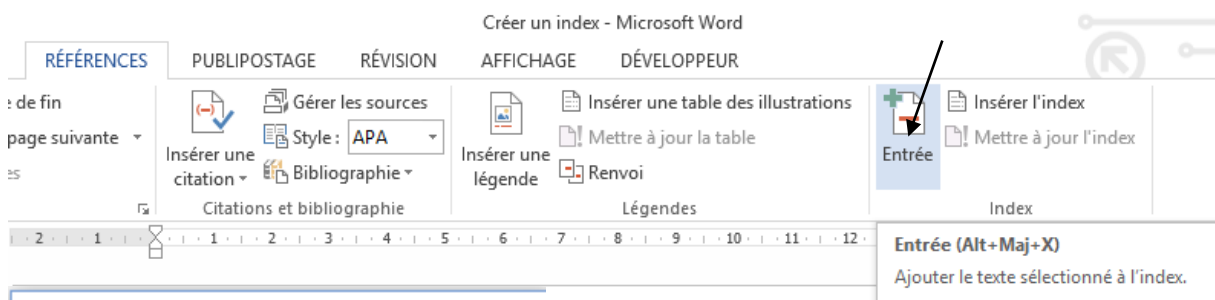 Créer un index - Microsoft Word
RÉFÉRENCES PUBLIPOSTAGE RÉVISION AFFICHAGE DÉVELOPPEUR
e de fin
page suivante
es
Insérer une
citation
Gérer les sources
Style : APA
Bibliographie
Citations et bibliographie
Insérer une
légende
Insérer une table des illustrations
Mettre à jour la table
Renvoi
Légendes
Entrée
Insérer l'index
Mettre à jour l'index
Index
2 1 1 2 3 4 5 6 7 8 9 10 11 12
Entrée (Alt+Maj+X)
Ajouter le texte sélectionné à l'index.